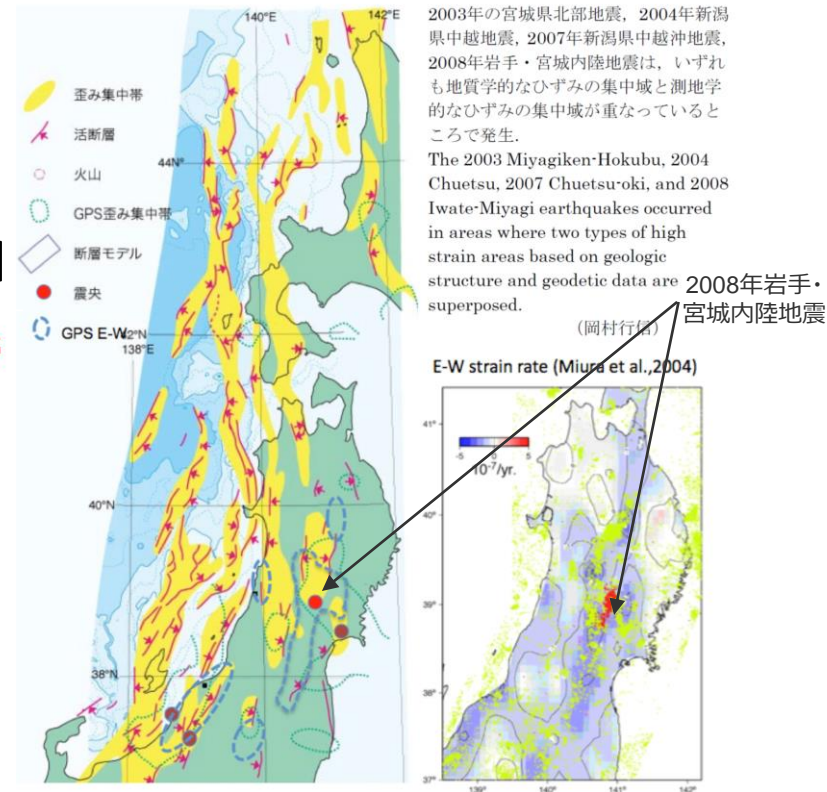 140°E
142°E
歪み集中帯
活断層
44N°
火山
GPS歪み集中帯
断層モデル
震央
GPS E-W
42°N
138°E
40°N
38°N
2003年の宮城県北部地震，2004年新潟
県中越地震，2007年新潟県中越沖地震，
2008年岩手・宮城内陸地震は，いずれ
も地質学的なひずみの集中域と測地学
的なひずみの集中域が重なっていると
ころで発生．
The 2003 Miyagiken-Hokubu, 2004
Chuetsu, 2007 Chuetsu-oki, and 2008
Iwate-Miyagi earthquakes occurred
in areas where two types of high
strain areas based on geologic
structure and geodetic data are
superposed.
(岡村行信)
2008年岩手・
宮城内陸地震
E-W strain rate (Miura et al.,2004)
41°
-5 0 5
10-7/yr.
40°
39°
38°
37°
139° 140° 141° 142°